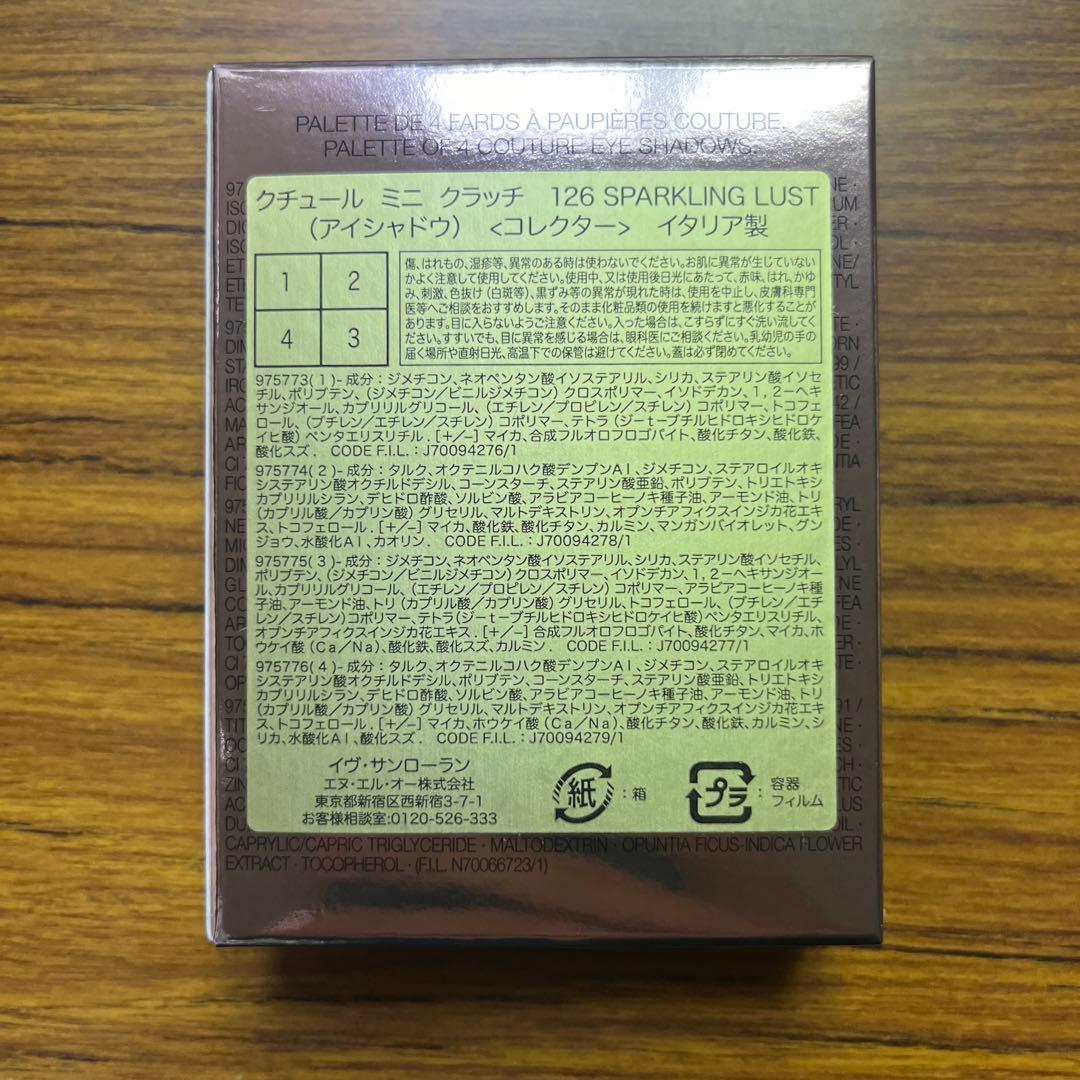 PALETTE DE 4 FARDS À PAUPIÈRES COUTURE.
PALETTE OF 4 COUTURE EYE SHADOWS.
クチュール ミニ クラッチ 126 SPARKLING LUST
(アイシャドウ) <コレクター> イタリア製
1 2
4 3
傷、はれもの、湿疹等、異常のある時は使わないでください。お肌に異常が生じていない
かよく注意して使用してください。使用中、又は使用後日光にあたって、赤味、はれ、かゆ
み、刺激、色抜け(白斑等)、黒ずみ等の異常が現れた時は、使用を中止し、皮膚科専門
医等へご相談をおすすめします。そのまま化粧品類の使用を続けますと悪化することが
あります。目に入らないようご注意ください。入った場合は、こすらずにすぐ洗い流してく
ださい。すすいでも、目に異常を感じる場合は、眼科医にご相談ください。乳幼児の手の
届く場所や直射日光、高温下での保管は避けてください。蓋は必ず閉めてください。
975773(1)-成分:ジメチコン、ネオペンタン酸イソステアリル、シリカ、ステアリン酸イソセ
チル、ポリブテン、(ジメチコン/ビニルジメチコン)クロスポリマー、イソドデカン、1,2-ヘキ
サンジオール、カプリリルグリコール、(エチレン/プロピレン/スチレン)コポリマー、トコフェ
ロール、(ブチレン/エチレン/スチレン)コポリマー、テトラ(ジーt-ブチルヒドロキシヒドロケ
イヒ酸)ペンタエリスリチル.[+/-]マイカ、合成フルオロフロゴパイト、酸化チタン、酸化鉄、
酸化スズ. CODE F.I.L.:J70094276/1
975774(2)-成分:タルク、オクテニルコハク酸デンプンAl、ジメチコン、ステアロイルオキ
システアリン酸オクチルドデシル、コーンスターチ、ステアリン酸亜鉛、ポリブテン、トリエトキシ
カプリリルシラン、デヒドロ酢酸、ソルビン酸、アラビアコーヒーノキ種子油、アーモンド油、トリ
(カプリル酸/カプリン酸)グリセリル、マルトデキストリン、オプンチアフィクスインジカ花エキ
ス、トコフェロール.[+/-]マイカ、酸化鉄、酸化チタン、カルミン、マンガンバイオレット、グン
ジョウ、水酸化Al、カオリン. CODE F.I.L.:J70094278/1
975775(3)-成分:ジメチコン、ネオペンタン酸イソステアリル、シリカ、ステアリン酸イソセチル、
ポリブテン、(ジメチコン/ビニルジメチコン)クロスポリマー、イソドデカン、1,2-ヘキサンジオー
ル、カプリリルグリコール、(エチレン/プロピレン/スチレン)コポリマー、アラビアコーヒーノキ種
子油、アーモンド油、トリ(カプリル酸/カプリン酸)グリセリル、トコフェロール、(ブチレン/エチ
レン/スチレン)コポリマー、テトラ(ジーt-ブチルヒドロキシヒドロケイヒ酸)ペンタエリスリチル、
オプンチアフィクスインジカ花エキス.[+/-]合成フルオロフロゴパイト、酸化チタン、マイカ、ホ
ウケイ酸(Ca/Na)、酸化鉄、酸化スズ、カルミン. CODE F.I.L.:J70094277/1
975776(4)-成分:タルク、オクテニルコハク酸デンプンAl、ジメチコン、ステアロイルオキ
システアリン酸オクチルドデシル、ポリブテン、コーンスターチ、ステアリン酸亜鉛、トリエトキシ
カプリリルシラン、デヒドロ酢酸、ソルビン酸、アラビアコーヒーノキ種子油、アーモンド油、トリ
(カプリル酸/カプリン酸)グリセリル、マルトデキストリン、オプンチアフィクスインジカ花エキ
ス、トコフェロール.[+/-]マイカ、ホウケイ酸(Ca/Na)、酸化チタン、酸化鉄、カルミン、シ
リカ、水酸化Al、酸化スズ. CODE F.I.L.:J70094279/1
イヴ・サンローラン
エヌ・エル・オー株式会社
東京都新宿区西新宿3-7-1
お客様相談室:0120-526-333
紙 :箱
プラ :容器
フィルム
CAPRYLIC/CAPRIC TRIGLYCERIDE · MALTODEXTRIN · OPUNTIA FICUS-INDICA FLOWER
EXTRACT · TOCOPHEROL · (F.I.L. N70066723/1)